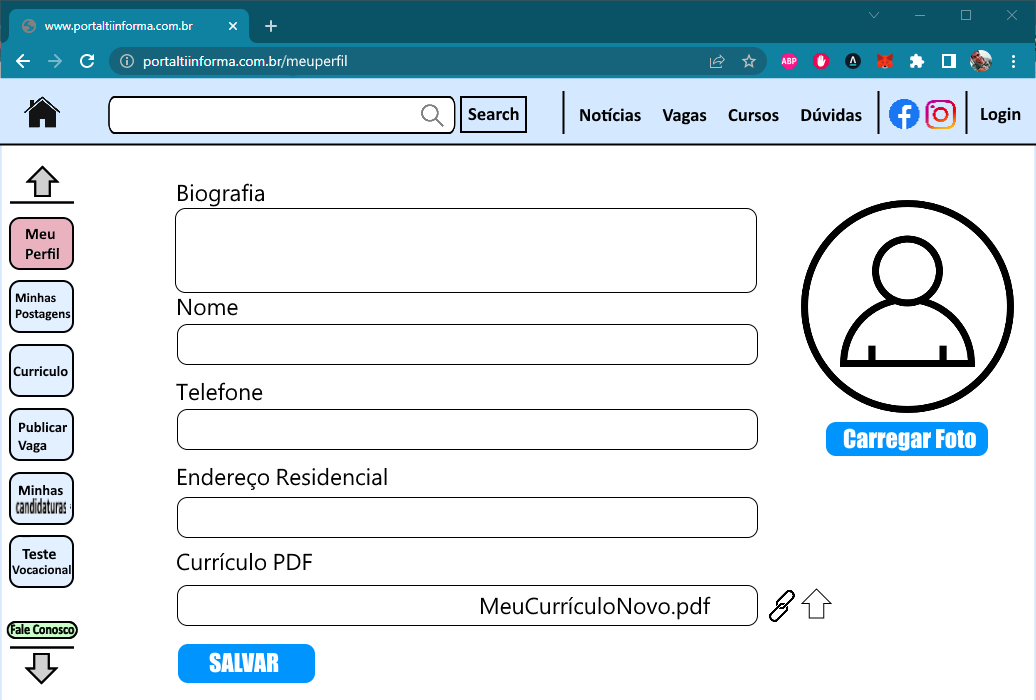 www.portaltiinforma.com.br
portaltiinforma.com.br/meuperfil
ABP
Search
Notícias
Vagas
Cursos
Dúvidas
Login
Meu
Perfil
Minhas
Postagens
Curriculo
Publicar
Vaga
Minhas
candidaturas
Teste
Vocacional
Fale Conosco
Biografia
Nome
Telefone
Endereço Residencial
Currículo PDF
MeuCurrículoNovo.pdf
SALVAR
Carregar Foto